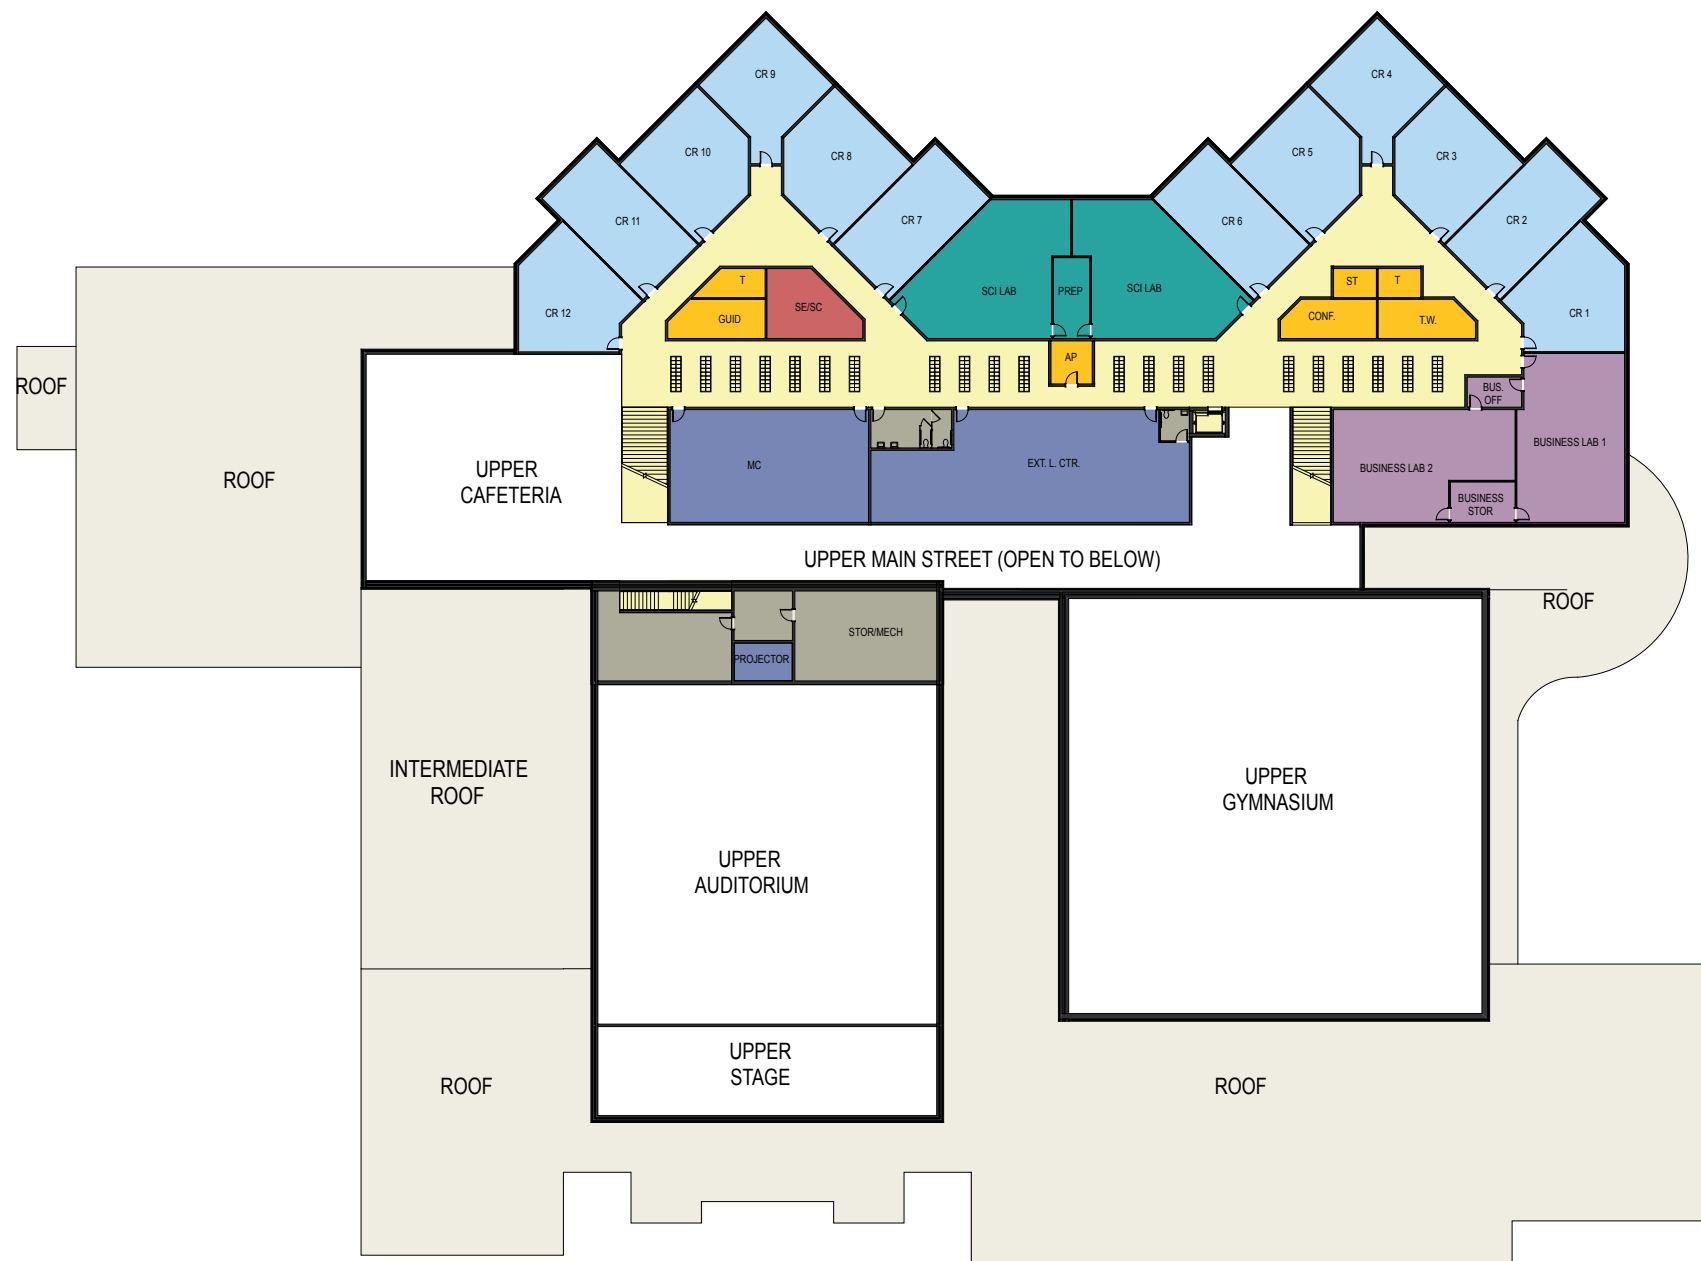 CR 9
CR 4
CR 10
CR 8
CR 5
CR 3
CR 11
CR 7
CR 6
CR 2
T
SE/SC
GUID
SCI LAB
PREP
SCI LAB
ST
T
CONF.
T.W.
CR 12
CR 1
AP
ROOF
BUS.
OFF
ROOF
UPPER
CAFETERIA
MC
EXT. L. CTR.
BUSINESS LAB 2
BUSINESS LAB 1
BUSINESS
STOR
UPPER MAIN STREET (OPEN TO BELOW)
ROOF
STOR/MECH
PROJECTOR
INTERMEDIATE
ROOF
UPPER
GYMNASIUM
UPPER
AUDITORIUM
UPPER
STAGE
ROOF
ROOF